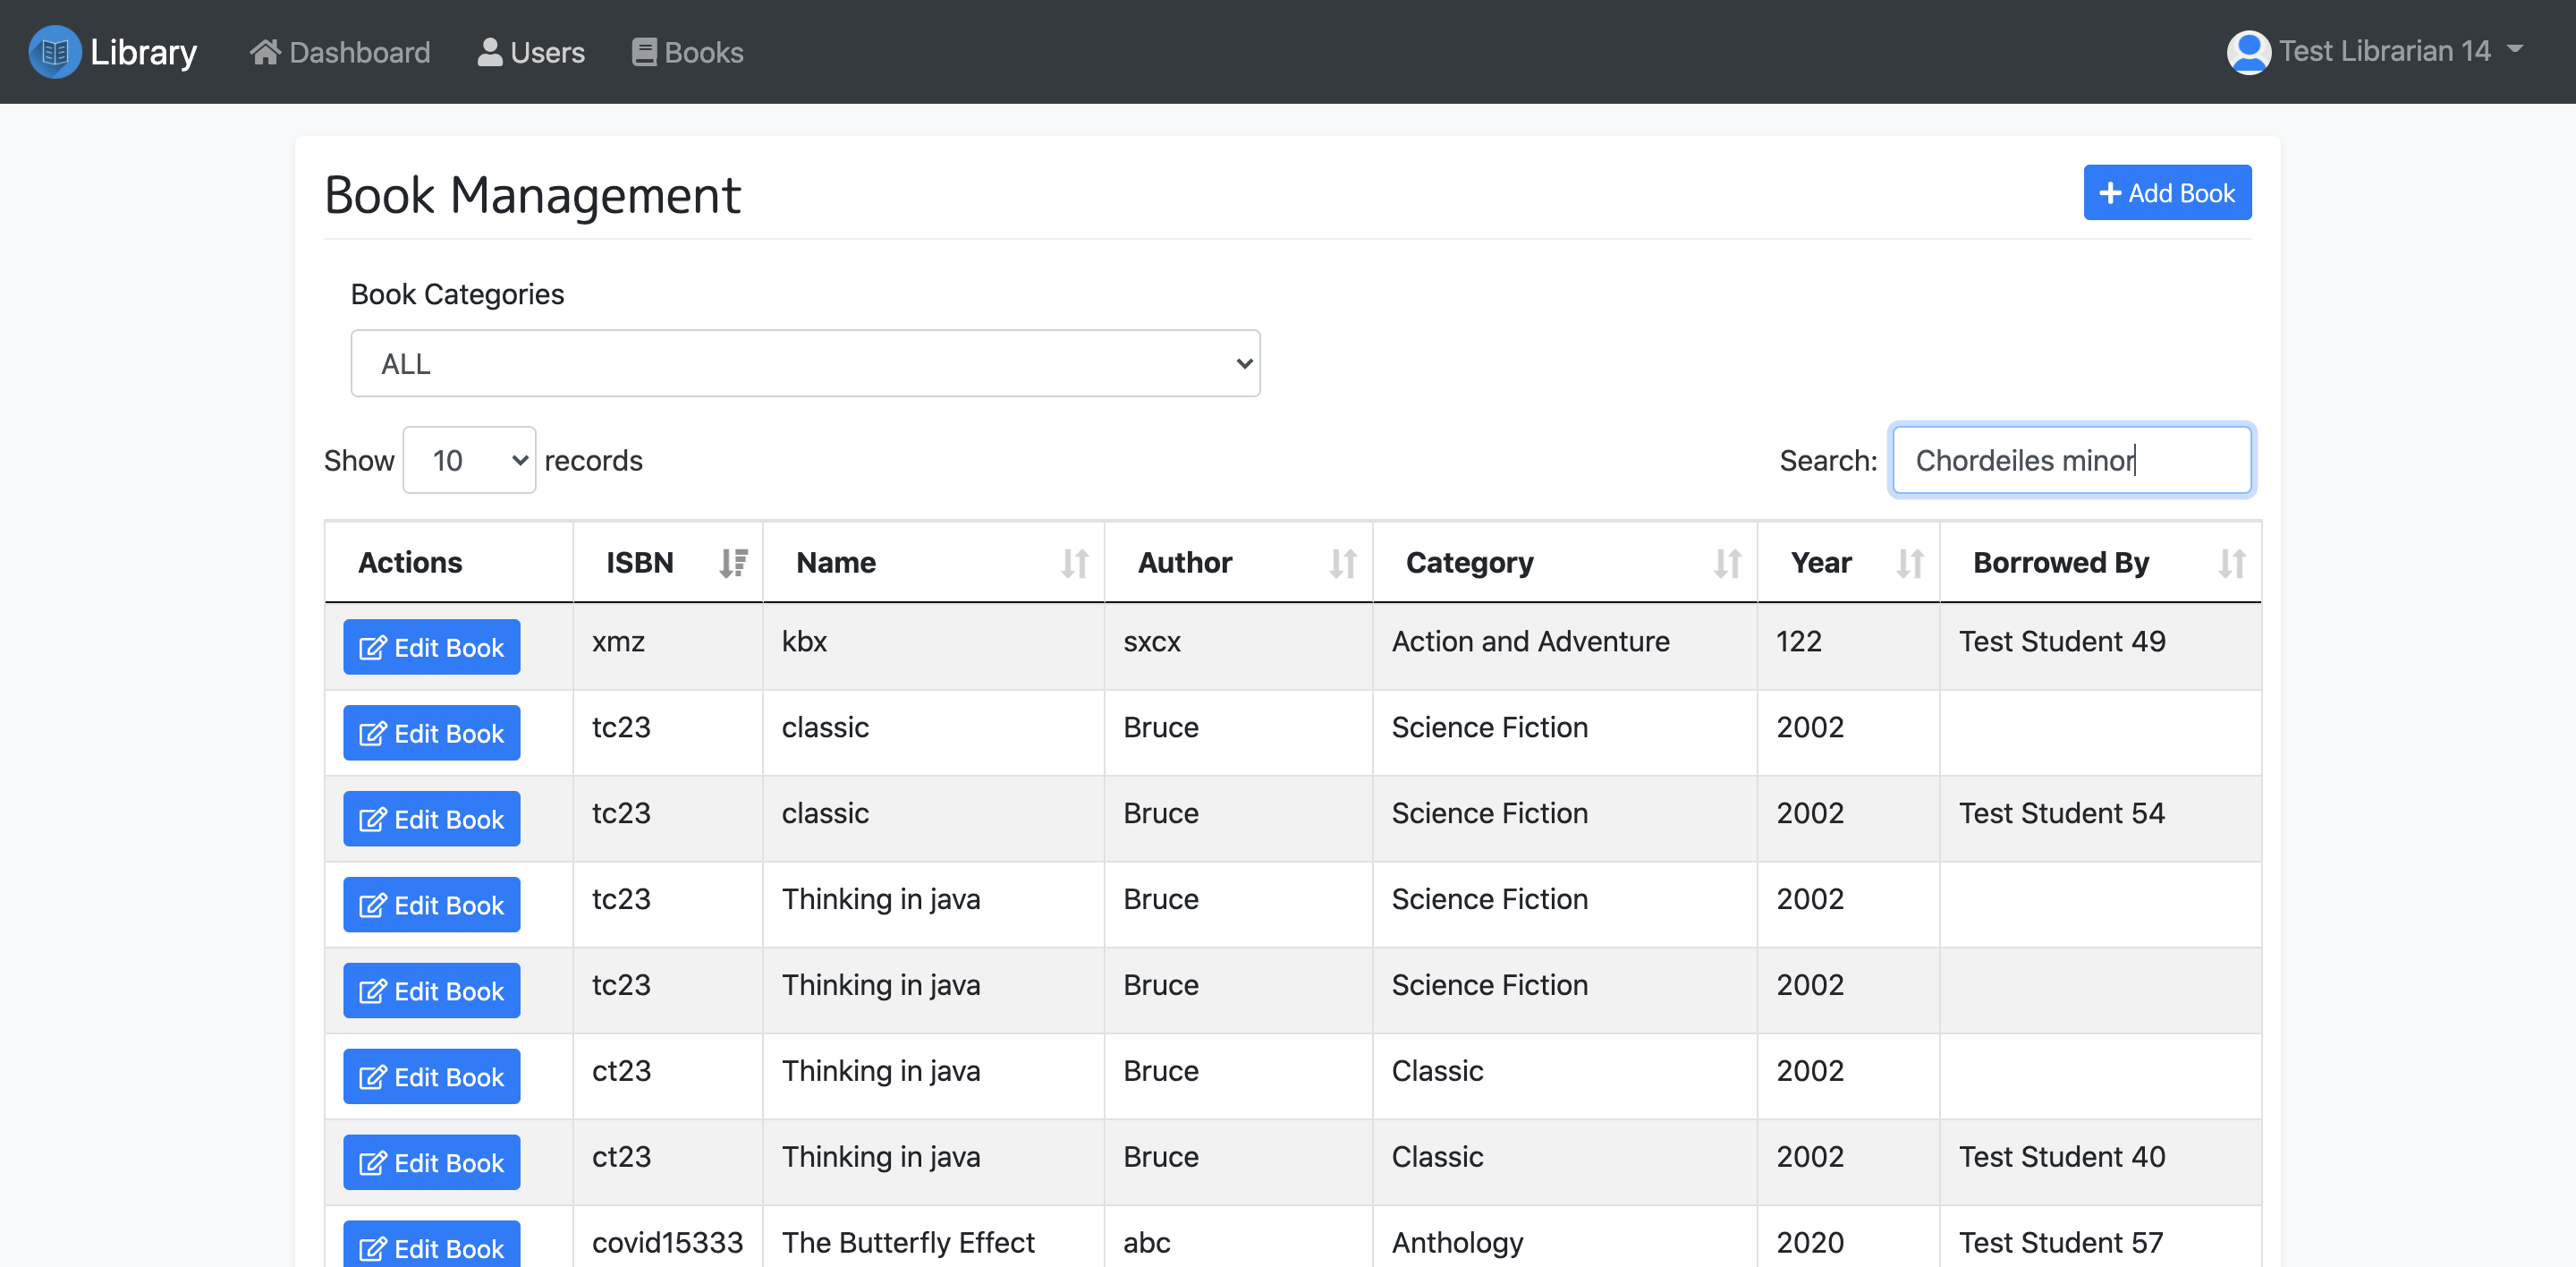 Library Dashboard Users Books Test Librarian 14
Book Management Add Book
Book Categories
ALL
Show 10 records Search: Chordeiles minor
Actions ISBN Name Author Category Year Borrowed By
Edit Book xmz kbx sxcx Action and Adventure 122 Test Student 49
Edit Book tc23 classic Bruce Science Fiction 2002
Edit Book tc23 classic Bruce Science Fiction 2002 Test Student 54
Edit Book tc23 Thinking in java Bruce Science Fiction 2002
Edit Book tc23 Thinking in java Bruce Science Fiction 2002
Edit Book ct23 Thinking in java Bruce Classic 2002
Edit Book ct23 Thinking in java Bruce Classic 2002 Test Student 40
Edit Book covid15333 The Butterfly Effect abc Anthology 2020 Test Student 57